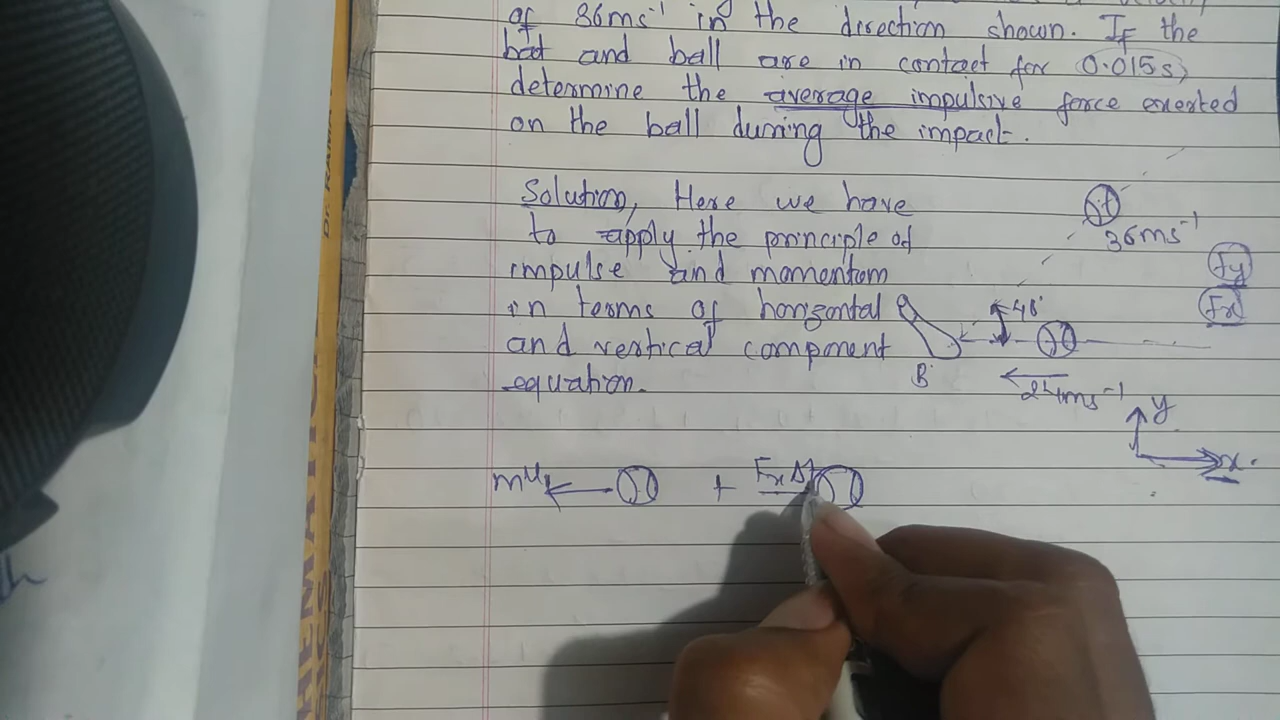 of 36ms⁻¹ in the direction shown. If the
bat and ball are in contact for 0.015s,
determine the average impulsive force exerted
on the ball during the impact.
Solution, Here we have
to apply the principle of
impulse and momentum
in terms of horizontal
and vertical component
equation.
36ms⁻¹
Fy
Fx
40°
B
24ms⁻¹
y
x
mu
+ FxΔt